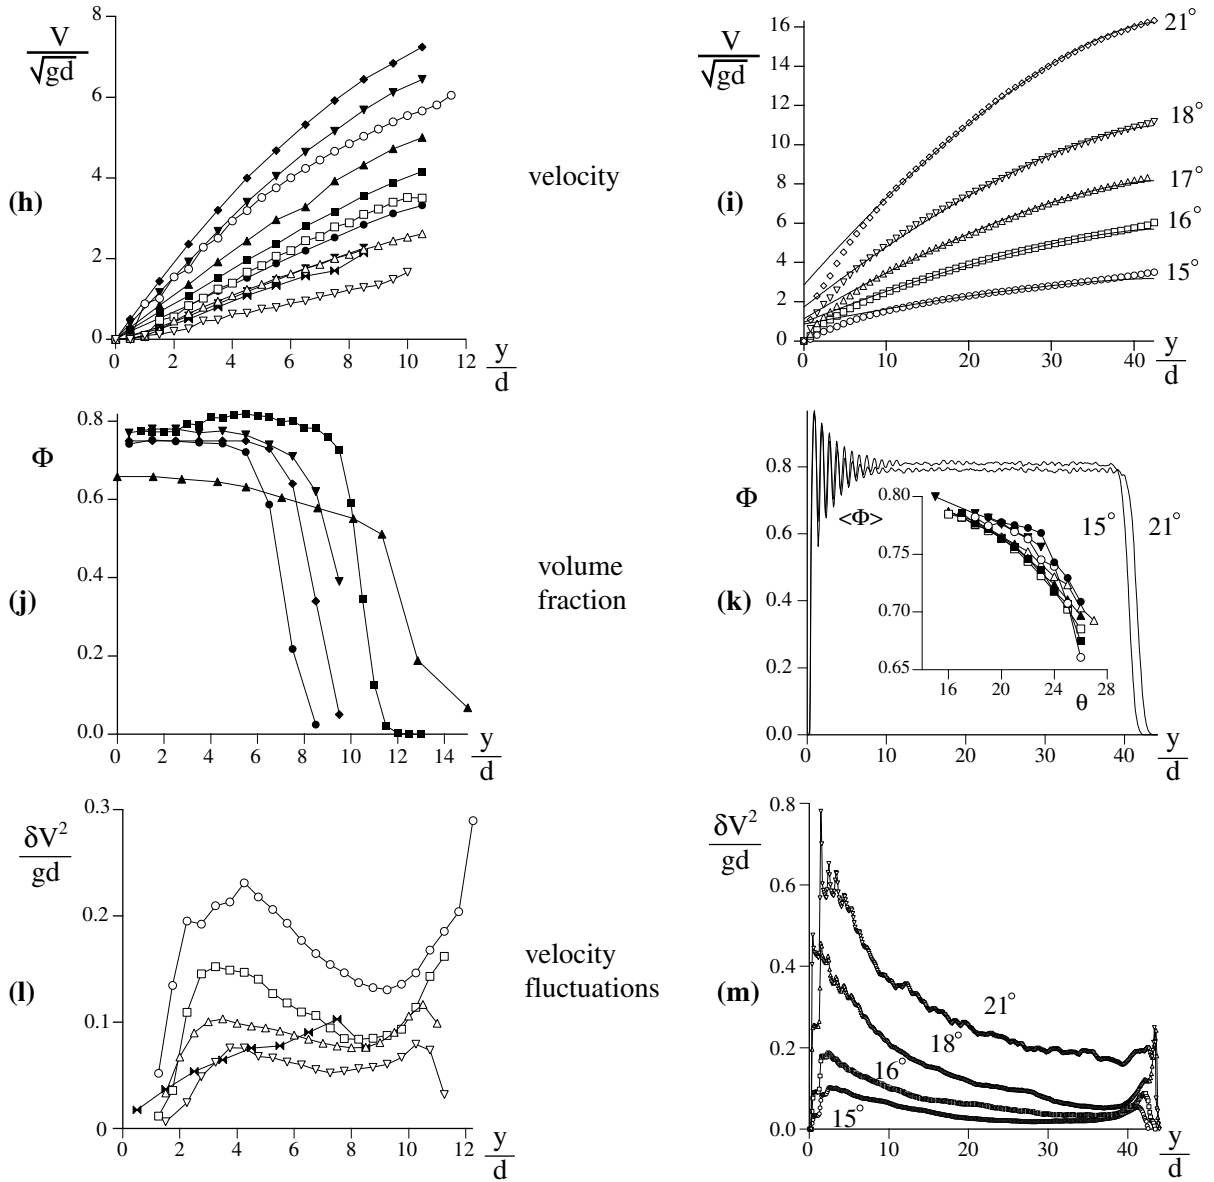 V
√gd
(h)
8
6
4
2
0
0 2 4 6 8 10 12
y
d
velocity
V
√gd
(i)
16
14
12
10
8
6
4
2
0
0 10 20 30 40
y
d
21°
18°
17°
16°
15°
Φ
(j)
0.8
0.6
0.4
0.2
0.0
0 2 4 6 8 10 12 14
y
d
volume
fraction
Φ
(k)
0.8
0.6
0.4
0.2
0.0
0 10 20 30 40
y
d
<Φ>
0.80
0.75
0.70
0.65
16 20 24 28
θ
15° 21°
δV²
gd
(l)
0.3
0.2
0.1
0
0 2 4 6 8 10 12
y
d
velocity
fluctuations
δV²
gd
(m)
0.8
0.6
0.4
0.2
0.0
0 10 20 30 40
y
d
21°
18°
16°
15°